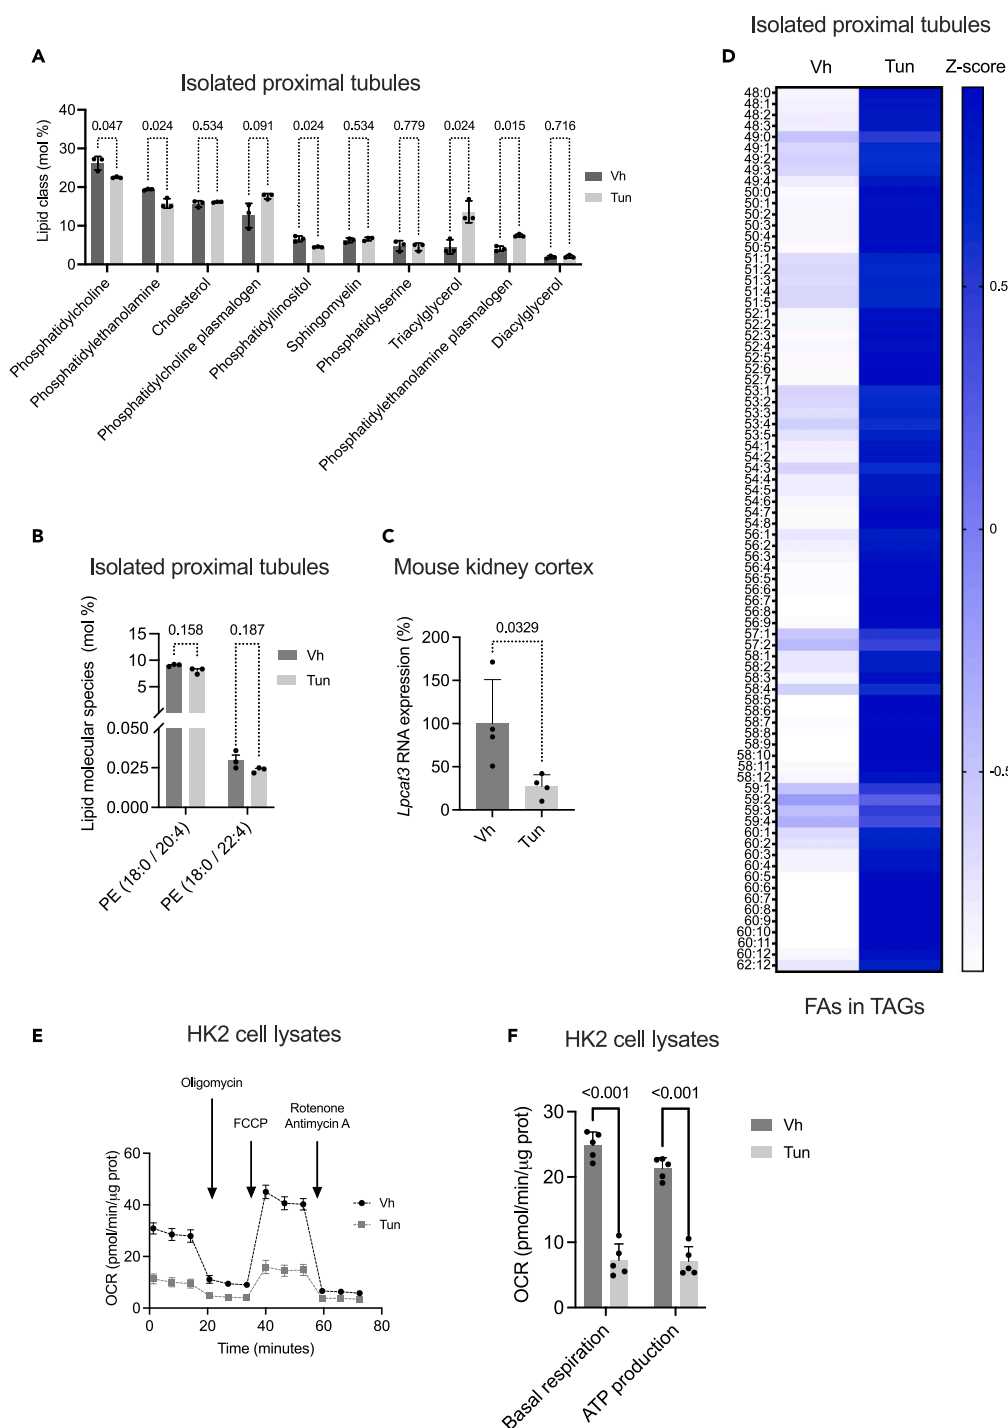 A
Isolated proximal tubules
Lipid class (mol %)
40
30
20
10
0
0.047 0.024 0.534 0.091 0.024 0.534 0.779 0.024 0.015 0.716
Vh
Tun
Phosphatidylcholine
Phosphatidylethanolamine
Cholesterol
Phosphatidylcholine plasmalogen
Phosphatidyllinositol
Sphingomyelin
Phosphatidylserine
Triacylglycerol
Phosphatidylethanolamine plasmalogen
Diacylglycerol
B
Isolated proximal tubules
Lipid molecular species (mol %)
15
10
5
0.050
0.025
0.000
0.158 0.187
Vh
Tun
PE (18:0 / 20:4)
PE (18:0 / 22:4)
C
Mouse kidney cortex
Lpcat3 RNA expression (%)
200
150
100
50
0
0.0329
Vh
Tun
Isolated proximal tubules
D
Vh Tun Z-score
48:0
48:1
48:2
48:3
49:0
49:1
49:2
49:3
49:4
50:0
50:1
50:2
50:3
50:4
50:5
51:1
51:2
51:3
51:4
51:5
52:1
52:2
52:3
52:4
52:5
52:6
52:7
53:1
53:2
53:3
53:4
53:5
54:1
54:2
54:3
54:4
54:5
54:6
54:7
54:8
56:1
56:2
56:3
56:4
56:5
56:6
56:7
56:8
56:9
57:1
57:2
58:1
58:2
58:3
58:4
58:5
58:6
58:7
58:8
58:9
58:10
58:11
58:12
59:1
59:2
59:3
59:4
60:1
60:2
60:3
60:4
60:5
60:6
60:7
60:8
60:9
60:10
60:11
60:12
62:12
0.5
0
-0.5
FAs in TAGs
E
HK2 cell lysates
Oligomycin
FCCP
Rotenone
Antimycin A
OCR (pmol/min/µg prot)
60
40
20
0
0 20 40 60 80
Time (minutes)
Vh
Tun
F
HK2 cell lysates
<0.001 <0.001
OCR (pmol/min/µg prot)
30
20
10
0
Vh
Tun
Basal respiration
ATP production